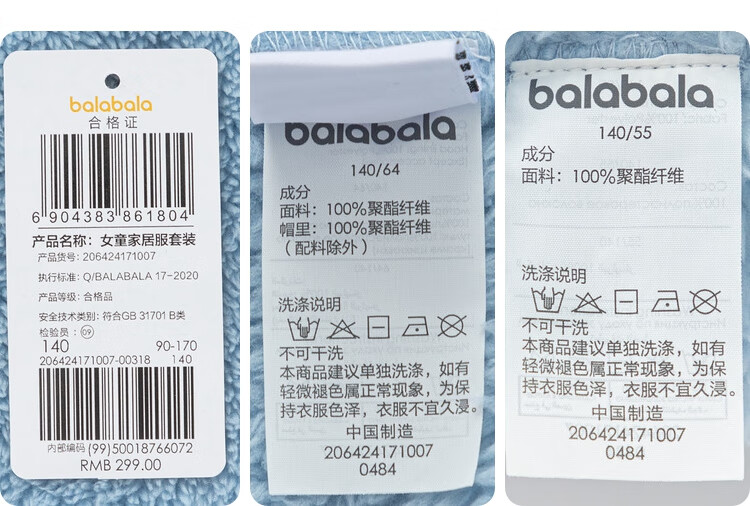 balabala
合格证
6 904383 861804
产品名称：女童家居服套装
产品货号：206424171007
执行标准：Q/BALABALA 17-2020
产品等级：合格品
安全技术类别：符合GB 31701 B类
检验员：09
140 90-170
206424171007-00318 140
内部编码 (99)50018766072
RMB 299.00
balabala
140/64
成分
面料：100%聚酯纤维
帽里：100%聚酯纤维
（配料除外）
洗涤说明
不可干洗
本商品建议单独洗涤，如有
轻微褪色属正常现象，为保
持衣服色泽，衣服不宜久浸。
中国制造
206424171007
0484
balabala
140/55
成分
面料：100%聚酯纤维
洗涤说明
不可干洗
本商品建议单独洗涤，如有
轻微褪色属正常现象，为保
持衣服色泽，衣服不宜久浸。
中国制造
206424171007
0484